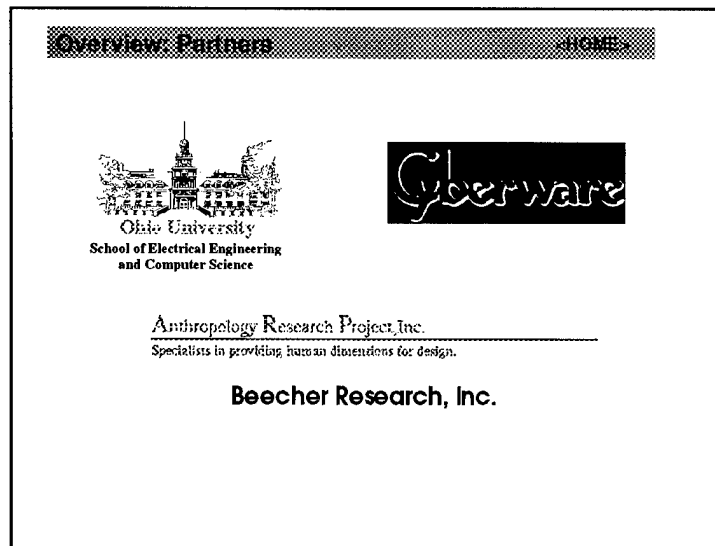 Overview: Partners
<HOME>
Ohio University
School of Electrical Engineering
and Computer Science
Cyberware
Anthropology Research Project, Inc.
Specialists in providing human dimensions for design.
Beecher Research, Inc.